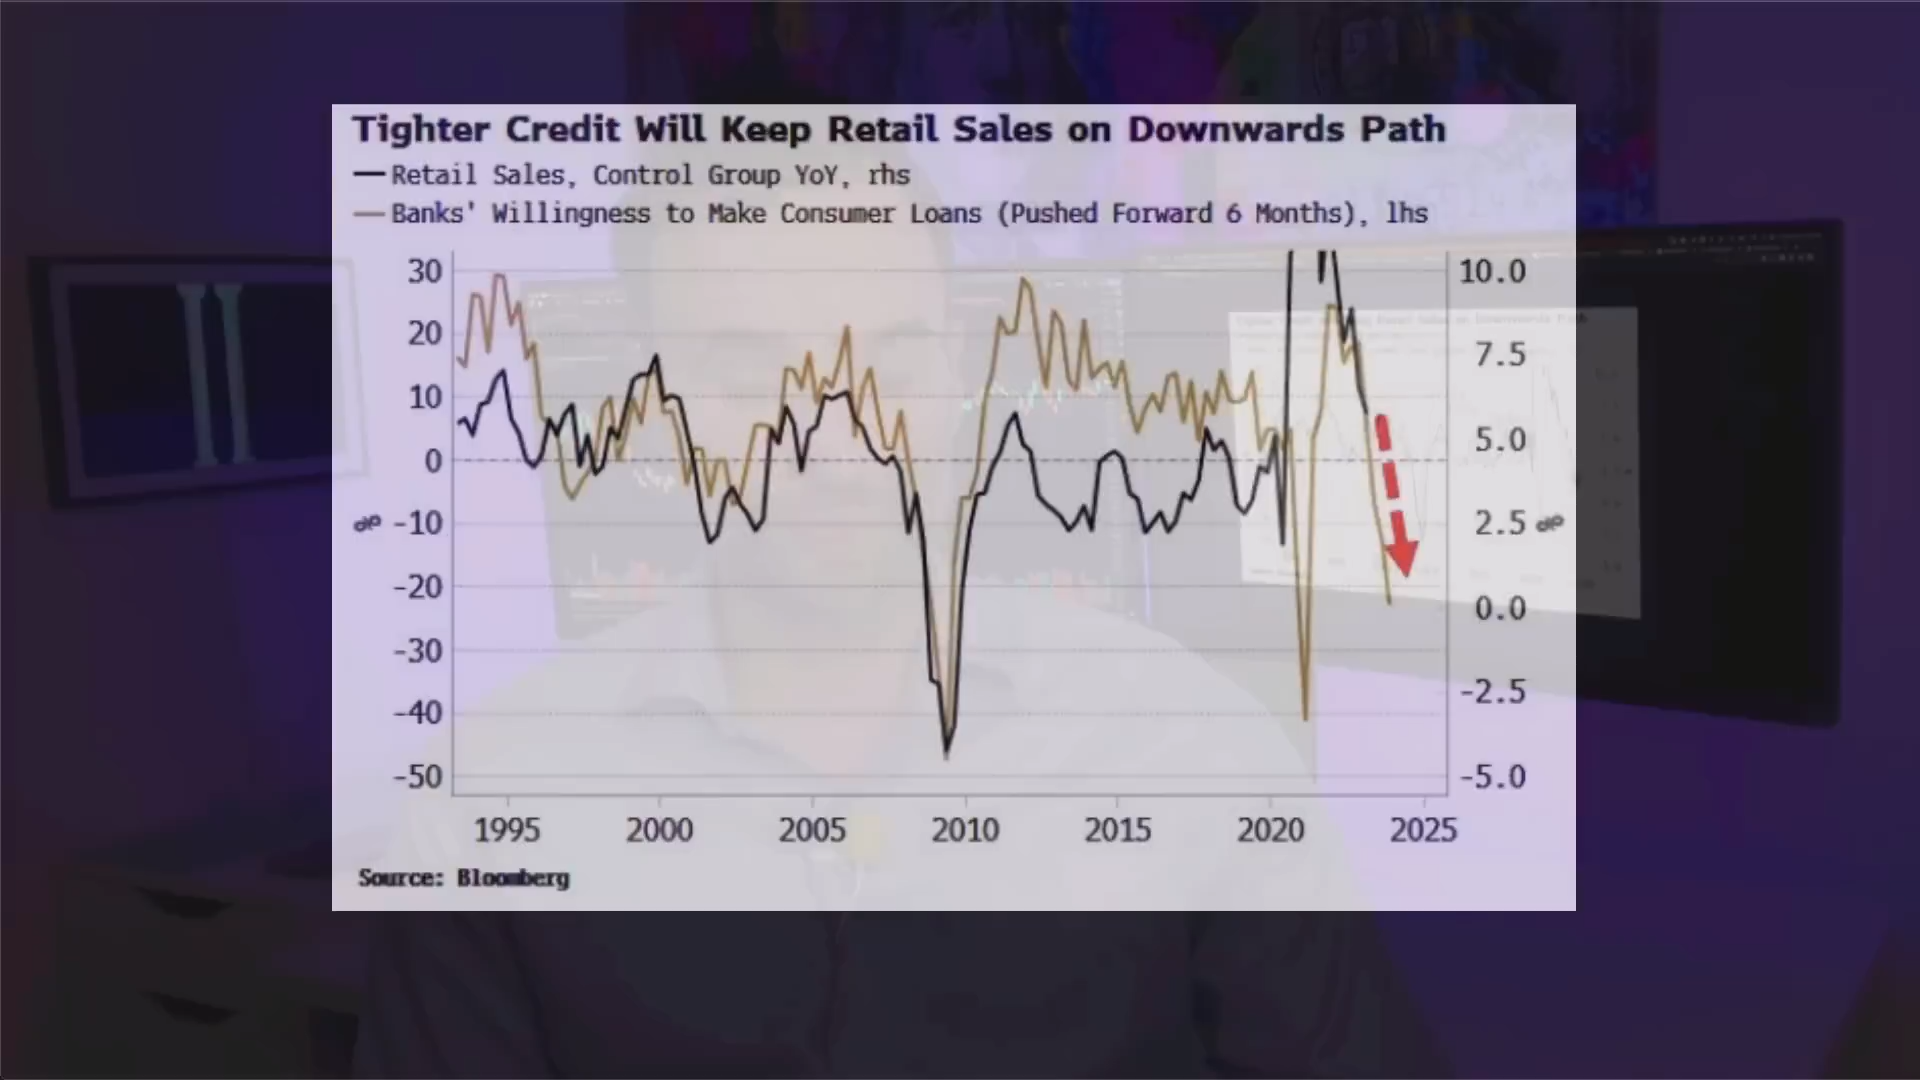 Tighter Credit Will Keep Retail Sales on Downwards Path
Retail Sales, Control Group YoY, rhs
Banks' Willingness to Make Consumer Loans (Pushed Forward 6 Months), lhs
30 10.0
20 7.5
10 5.0
0
% -10 2.5 %
-20 0.0
-30
-40 -2.5
-50 -5.0
1995 2000 2005 2010 2015 2020 2025
Source: Bloomberg